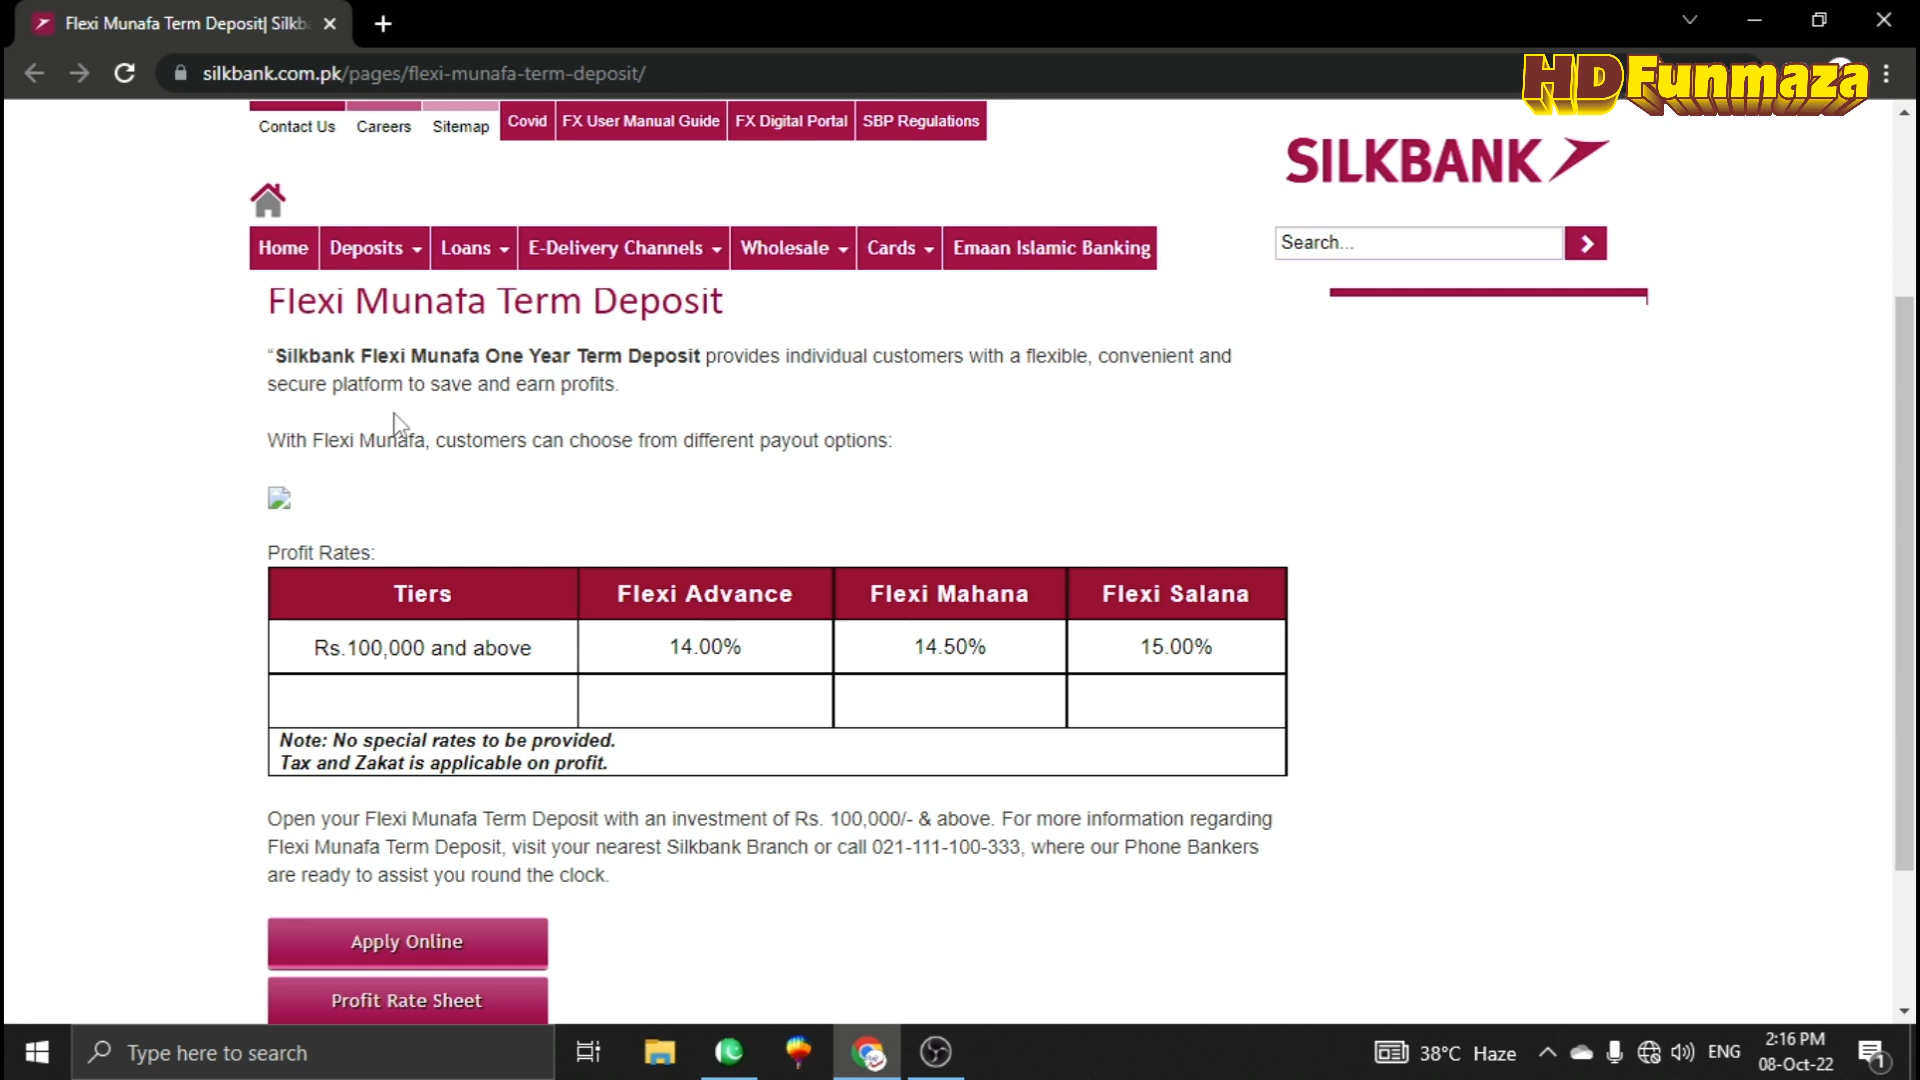 Flexi Munafa Term Deposit| Silkb
silkbank.com.pk/pages/flexi-munafa-term-deposit/
HDFunmaza
Contact Us Careers Sitemap Covid FX User Manual Guide FX Digital Portal SBP Regulations
SILKBANK
Home Deposits Loans E-Delivery Channels Wholesale Cards Emaan Islamic Banking
Search...
Flexi Munafa Term Deposit
“Silkbank Flexi Munafa One Year Term Deposit provides individual customers with a flexible, convenient and
secure platform to save and earn profits.
With Flexi Munafa, customers can choose from different payout options:
Profit Rates:
Tiers Flexi Advance Flexi Mahana Flexi Salana
Rs.100,000 and above 14.00% 14.50% 15.00%
Note: No special rates to be provided.
Tax and Zakat is applicable on profit.
Open your Flexi Munafa Term Deposit with an investment of Rs. 100,000/- & above. For more information regarding
Flexi Munafa Term Deposit, visit your nearest Silkbank Branch or call 021-111-100-333, where our Phone Bankers
are ready to assist you round the clock.
Apply Online
Profit Rate Sheet
Type here to search
38°C Haze
ENG
2:16 PM
08-Oct-22
1